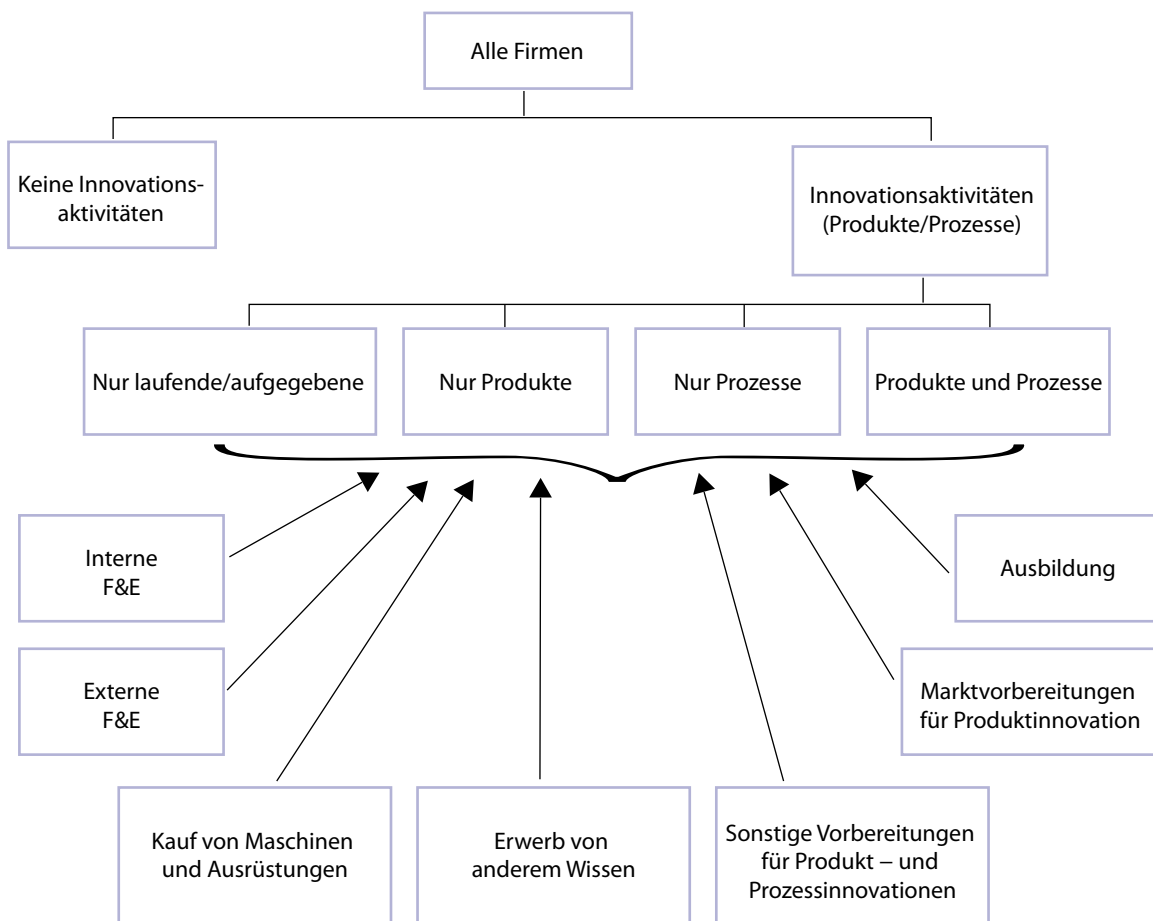 Alle Firmen
Keine Innovations-
aktivitäten
Innovationsaktivitäten
(Produkte/Prozesse)
Nur laufende/aufgegebene
Nur Produkte
Nur Prozesse
Produkte und Prozesse
Interne
F&E
Ausbildung
Externe
F&E
Marktvorbereitungen
für Produktinnovation
Kauf von Maschinen
und Ausrüstungen
Erwerb von
anderem Wissen
Sonstige Vorbereitungen
für Produkt – und
Prozessinnovationen